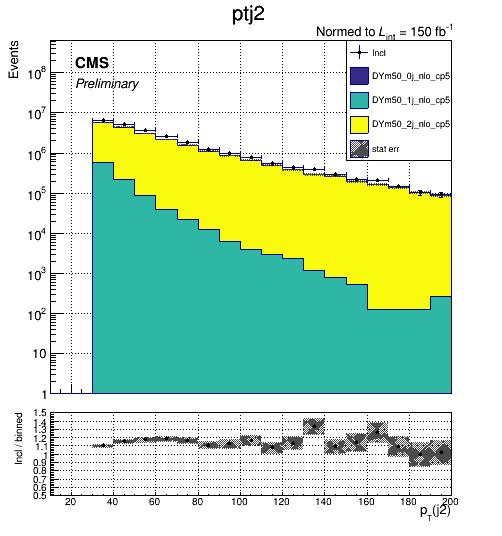 ptj2
Normed to L_int = 150 fb^-1
Events
CMS
Preliminary
Incl
DYm50_0j_nlo_cp5
DYm50_1j_nlo_cp5
DYm50_2j_nlo_cp5
stat err
10^8
10^7
10^6
10^5
10^4
10^3
10^2
10
1
Incl / binned
1.5
1.4
1.3
1.2
1.1
1
0.9
0.8
0.7
0.6
0.5
20 40 60 80 100 120 140 160 180 200
p_T(j2)